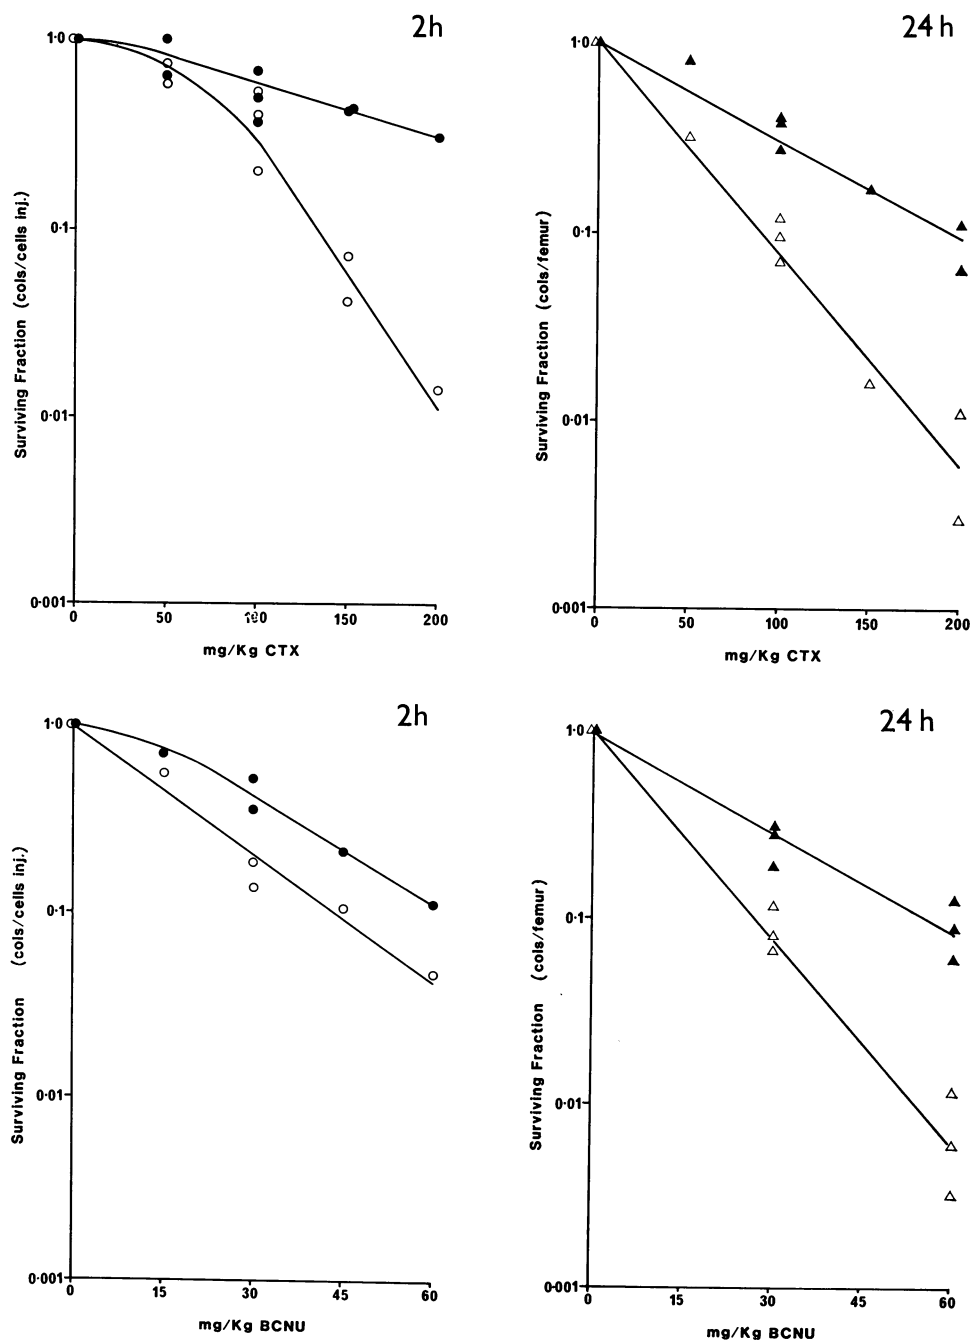 2h
1·0
0·1
0·01
0·001
Surviving Fraction (cols/cells inj.)
0 50 100 150 200
mg/Kg CTX
24h
1·0
0·1
0·01
0·001
Surviving Fraction (cols/femur)
0 50 100 150 200
mg/Kg CTX
2h
1·0
0·1
0·01
0·001
Surviving Fraction (cols/cells inj.)
0 15 30 45 60
mg/Kg BCNU
24h
1·0
0·1
0·01
0·001
Surviving Fraction (cols/femur)
0 15 30 45 60
mg/Kg BCNU